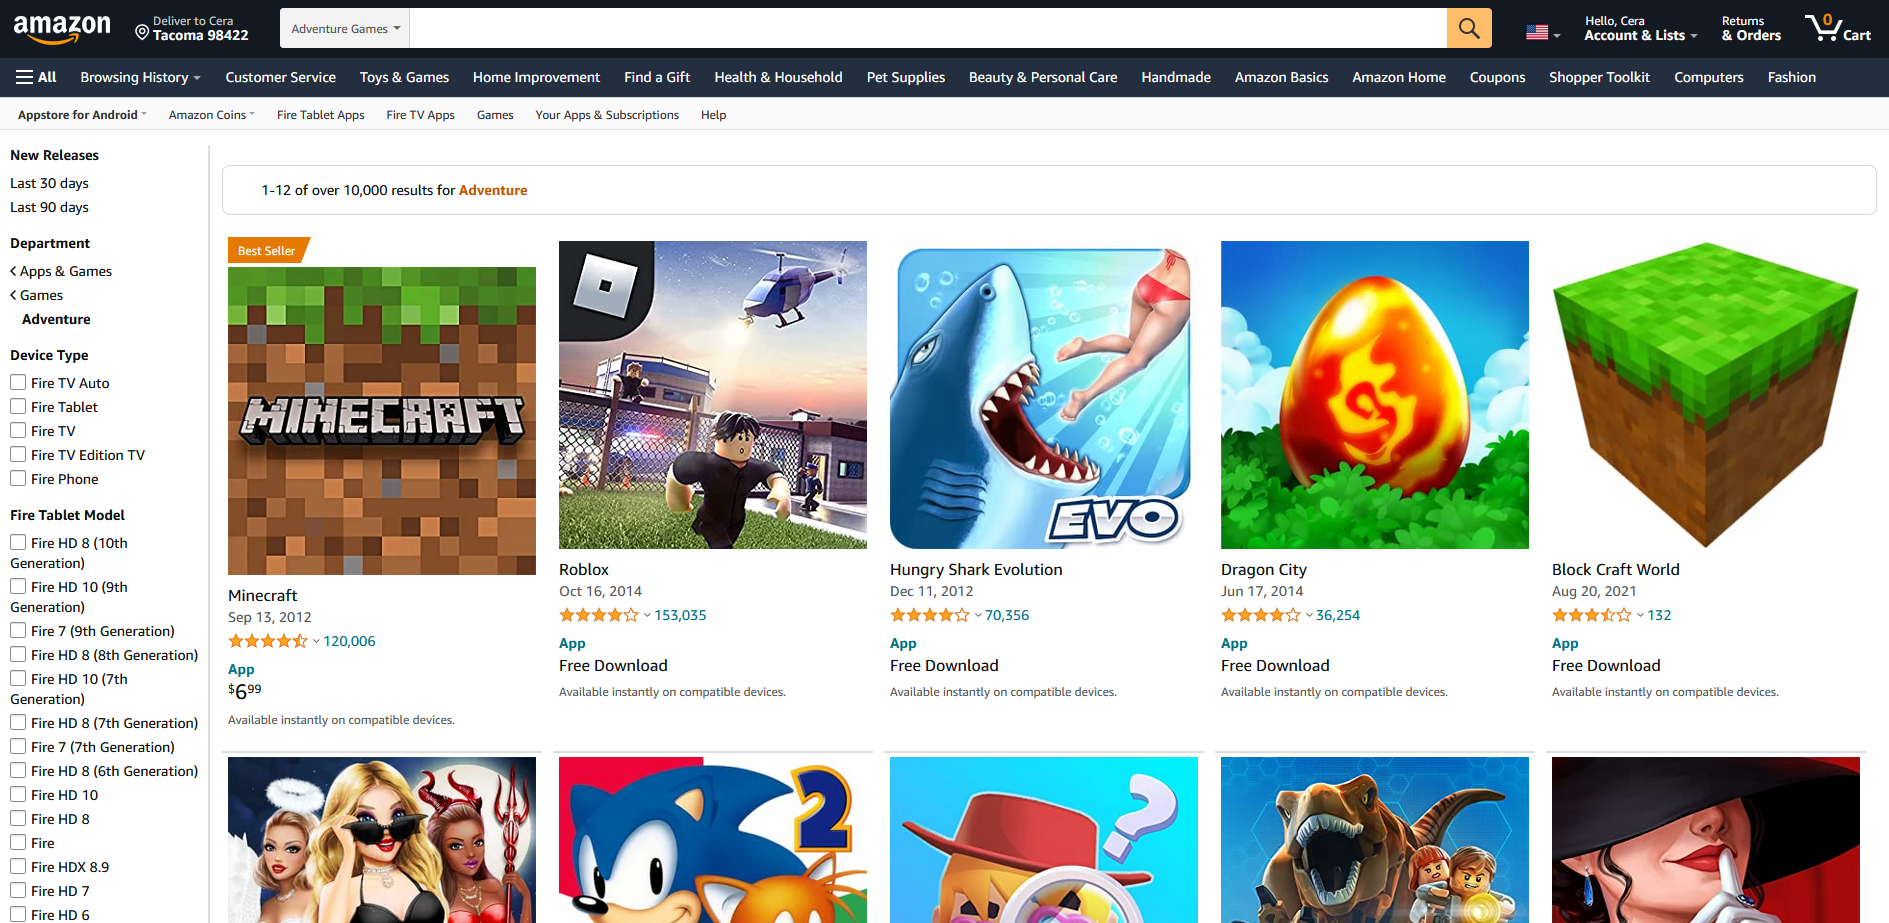 amazon
Deliver to Cera
Tacoma 98422
Adventure Games
Hello, Cera
Account & Lists
Returns
& Orders
0
Cart
All
Browsing History
Customer Service
Toys & Games
Home Improvement
Find a Gift
Health & Household
Pet Supplies
Beauty & Personal Care
Handmade
Amazon Basics
Amazon Home
Coupons
Shopper Toolkit
Computers
Fashion
Appstore for Android
Amazon Coins
Fire Tablet Apps
Fire TV Apps
Games
Your Apps & Subscriptions
Help
New Releases
Last 30 days
Last 90 days
Department
Apps & Games
Games
Adventure
Device Type
Fire TV Auto
Fire Tablet
Fire TV
Fire TV Edition TV
Fire Phone
Fire Tablet Model
Fire HD 8 (10th
Generation)
Fire HD 10 (9th
Generation)
Fire 7 (9th Generation)
Fire HD 8 (8th Generation)
Fire HD 10 (7th
Generation)
Fire HD 8 (7th Generation)
Fire 7 (7th Generation)
Fire HD 8 (6th Generation)
Fire HD 10
Fire HD 8
Fire
Fire HDX 8.9
Fire HD 7
Fire HD 6
1-12 of over 10,000 results for Adventure
Best Seller
MINECRAFT
Minecraft
Sep 13, 2012
120,006
App
$6.99
Available instantly on compatible devices.
Roblox
Oct 16, 2014
153,035
App
Free Download
Available instantly on compatible devices.
EVO
Hungry Shark Evolution
Dec 11, 2012
70,356
App
Free Download
Available instantly on compatible devices.
Dragon City
Jun 17, 2014
36,254
App
Free Download
Available instantly on compatible devices.
Block Craft World
Aug 20, 2021
132
App
Free Download
Available instantly on compatible devices.
2
?